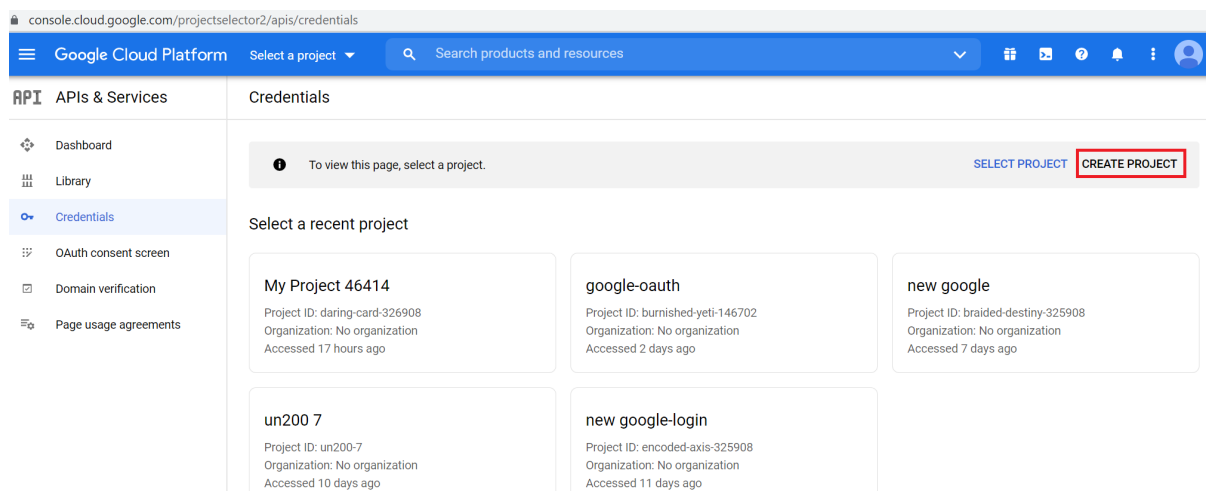 console.cloud.google.com/projectselector2/apis/credentials
Google Cloud Platform Select a project Search products and resources
API APIs & Services Credentials
Dashboard
To view this page, select a project. SELECT PROJECT CREATE PROJECT
Library
Credentials
Select a recent project
OAuth consent screen
Domain verification
Page usage agreements
My Project 46414 google-oauth new google
Project ID: daring-card-326908 Project ID: burnished-yeti-146702 Project ID: braided-destiny-325908
Organization: No organization Organization: No organization Organization: No organization
Accessed 17 hours ago Accessed 2 days ago Accessed 7 days ago
un200 7 new google-login
Project ID: un200-7 Project ID: encoded-axis-325908
Organization: No organization Organization: No organization
Accessed 10 days ago Accessed 11 days ago